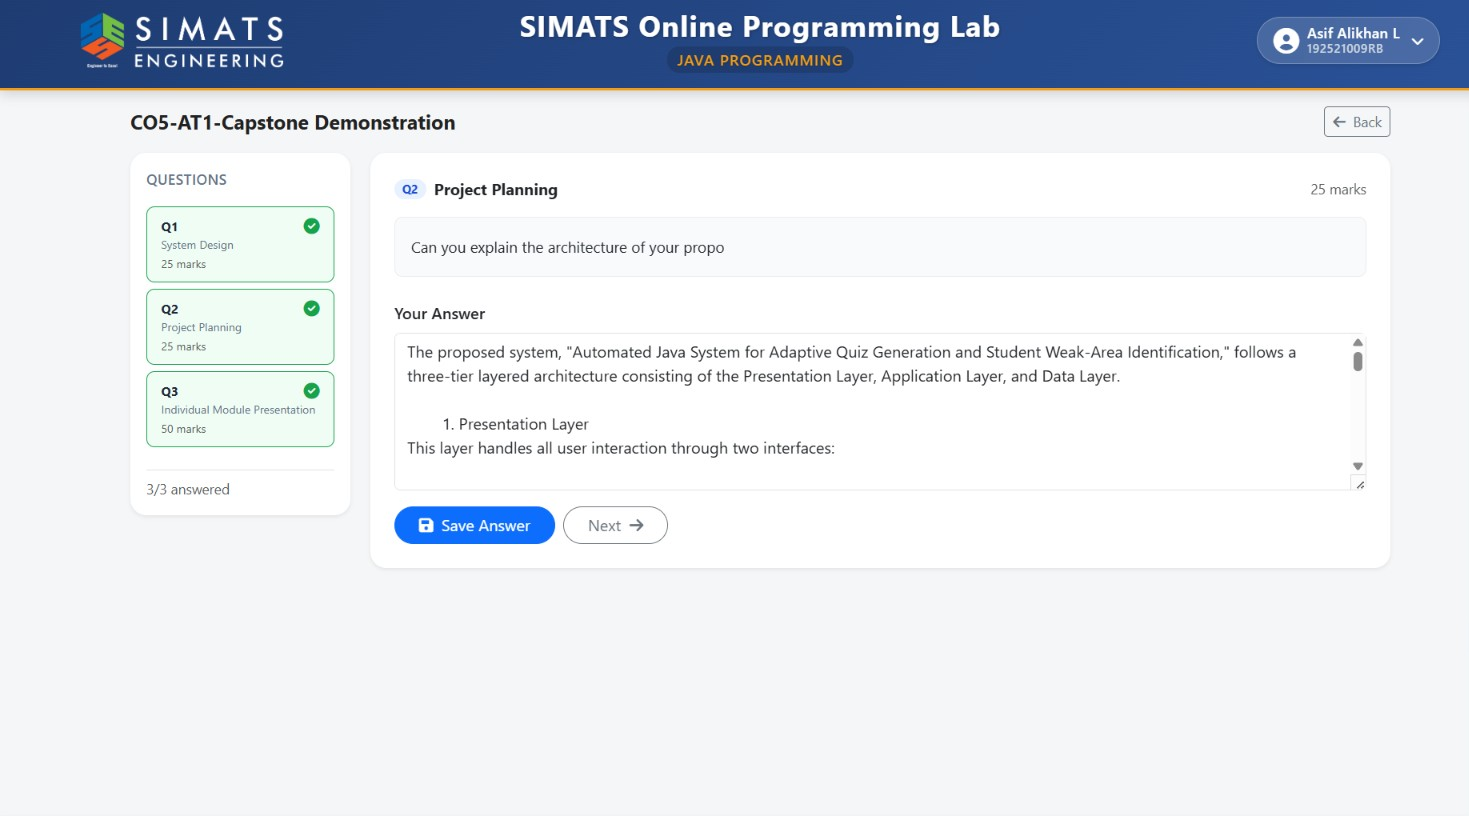 SIMATS
ENGINEERING
Engineer to Excel
SIMATS Online Programming Lab
JAVA PROGRAMMING
Asif Alikhan L
192521009RB
CO5-AT1-Capstone Demonstration
Back
QUESTIONS
Q1
System Design
25 marks
Q2
Project Planning
25 marks
Q3
Individual Module Presentation
50 marks
3/3 answered
Q2 Project Planning
25 marks
Can you explain the architecture of your propo
Your Answer
The proposed system, "Automated Java System for Adaptive Quiz Generation and Student Weak-Area Identification," follows a
three-tier layered architecture consisting of the Presentation Layer, Application Layer, and Data Layer.
1. Presentation Layer
This layer handles all user interaction through two interfaces:
Save Answer
Next